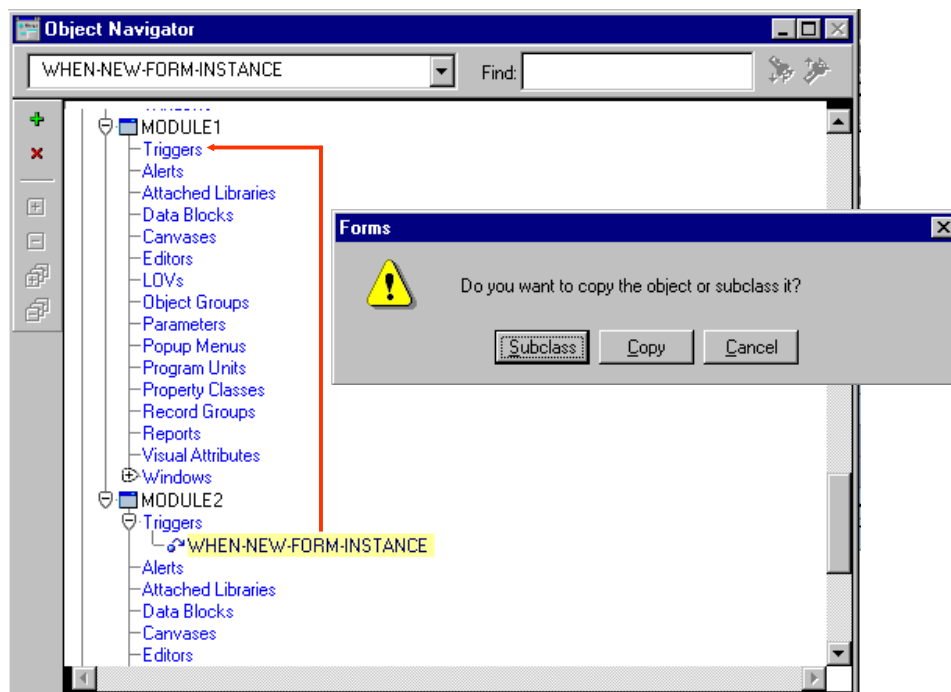 Object Navigator
WHEN-NEW-FORM-INSTANCE
Find:
MODULE1
Triggers
Alerts
Attached Libraries
Data Blocks
Canvases
Editors
LOVs
Object Groups
Parameters
Popup Menus
Program Units
Property Classes
Record Groups
Reports
Visual Attributes
Windows
MODULE2
Triggers
WHEN-NEW-FORM-INSTANCE
Alerts
Attached Libraries
Data Blocks
Canvases
Editors
Forms
Do you want to copy the object or subclass it?
Subclass
Copy
Cancel